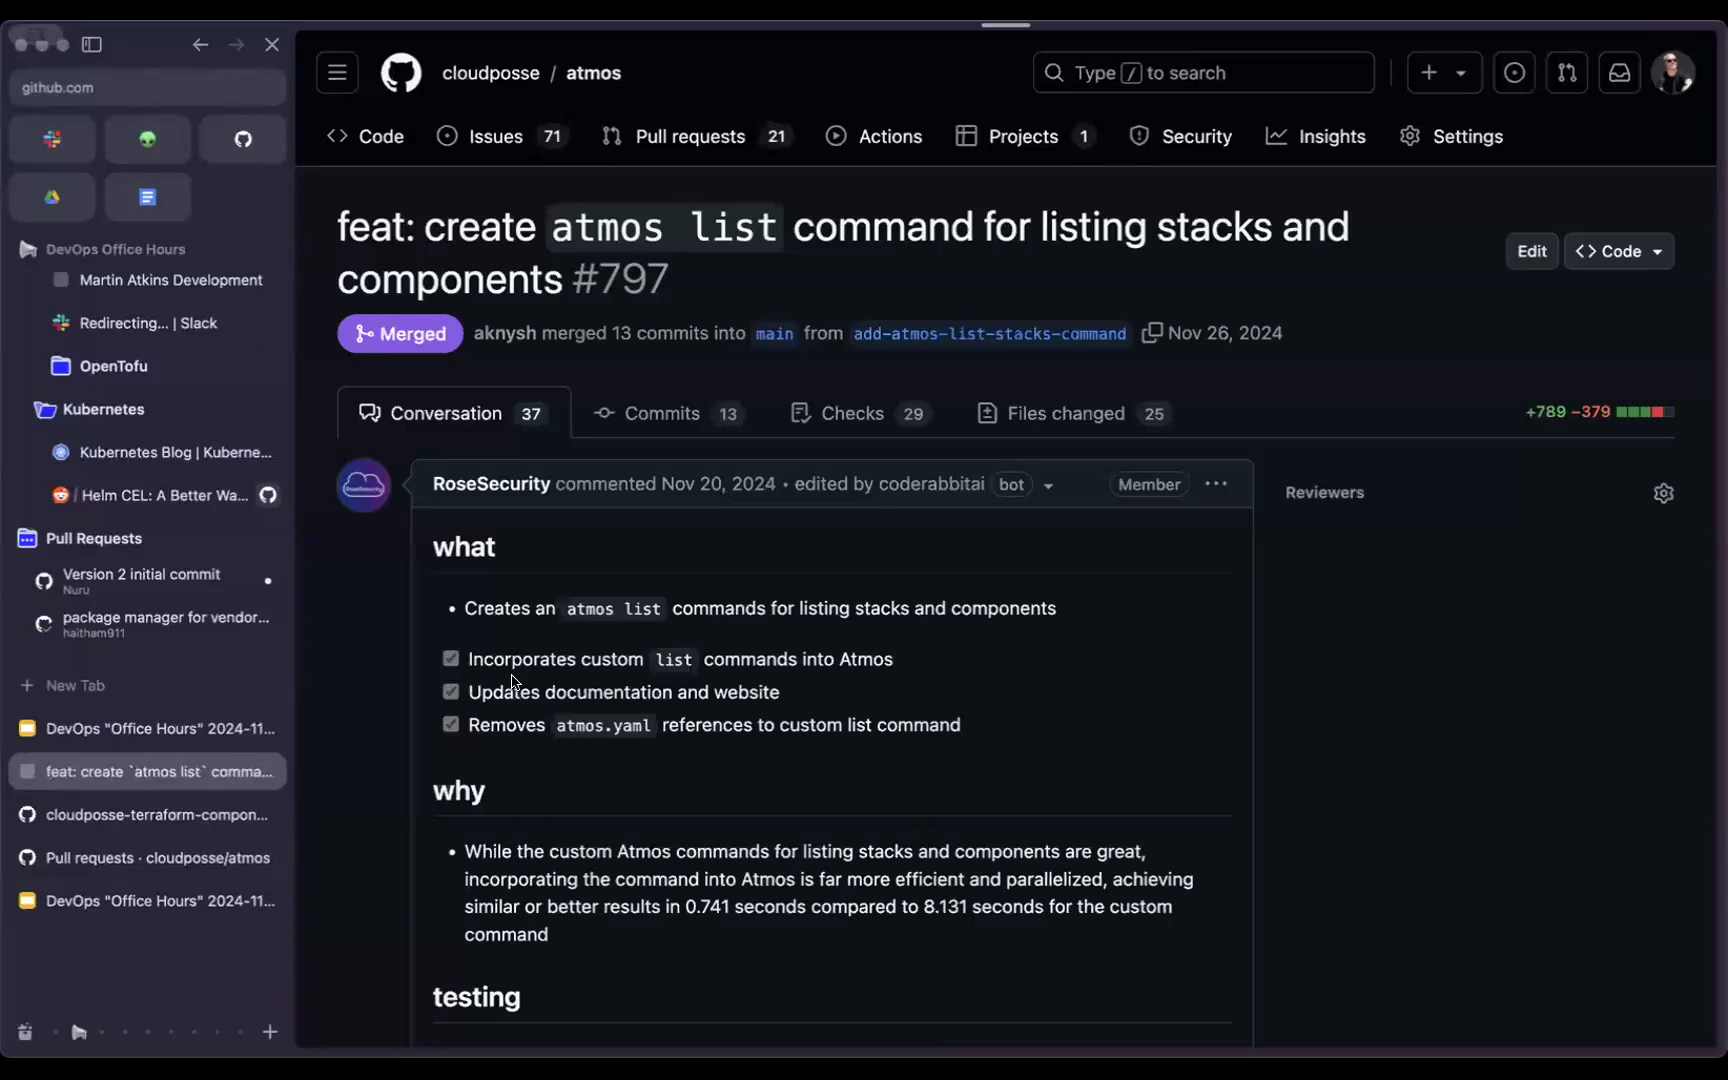 github.com
DevOps Office Hours
Martin Atkins Development
Redirecting... | Slack
OpenTofu
Kubernetes
Kubernetes Blog | Kuberne...
/ Helm CEL: A Better Wa...
Pull Requests
Version 2 initial commit
Nuru
package manager for vendor...
haitham911
+ New Tab
DevOps "Office Hours" 2024-11...
feat: create `atmos list` comma...
cloudposse-terraform-compon...
Pull requests · cloudposse/atmos
DevOps "Office Hours" 2024-11...
cloudposse / atmos
Type / to search
Code
Issues 71
Pull requests 21
Actions
Projects 1
Security
Insights
Settings
feat: create atmos list command for listing stacks and
components #797
Edit
<> Code
Merged
aknysh merged 13 commits into main from add-atmos-list-stacks-command Nov 26, 2024
Conversation 37
Commits 13
Checks 29
Files changed 25
+789 −379
RoseSecurity commented Nov 20, 2024 • edited by coderabbitai bot
Member
Reviewers
what
• Creates an atmos list commands for listing stacks and components
Incorporates custom list commands into Atmos
Updates documentation and website
Removes atmos.yaml references to custom list command
why
• While the custom Atmos commands for listing stacks and components are great,
incorporating the command into Atmos is far more efficient and parallelized, achieving
similar or better results in 0.741 seconds compared to 8.131 seconds for the custom
command
testing